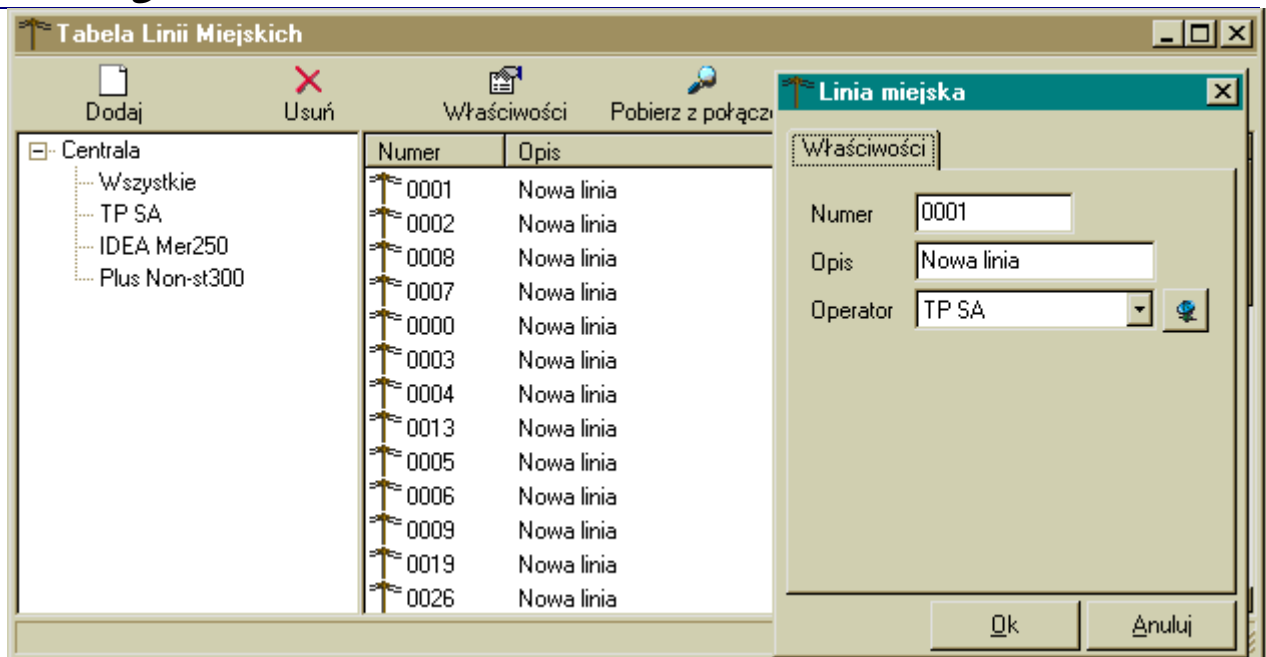 Tabela Linii Miejskich
Dodaj
Usuń
Właściwości
Pobierz z połącz
Centrala
Wszystkie
TP SA
IDEA Mer250
Plus Non-st300
Numer Opis
0001 Nowa linia
0002 Nowa linia
0008 Nowa linia
0007 Nowa linia
0000 Nowa linia
0003 Nowa linia
0004 Nowa linia
0013 Nowa linia
0005 Nowa linia
0006 Nowa linia
0009 Nowa linia
0019 Nowa linia
0026 Nowa linia
Linia miejska
Właściwości
Numer 0001
Opis Nowa linia
Operator TP SA
Ok Anuluj